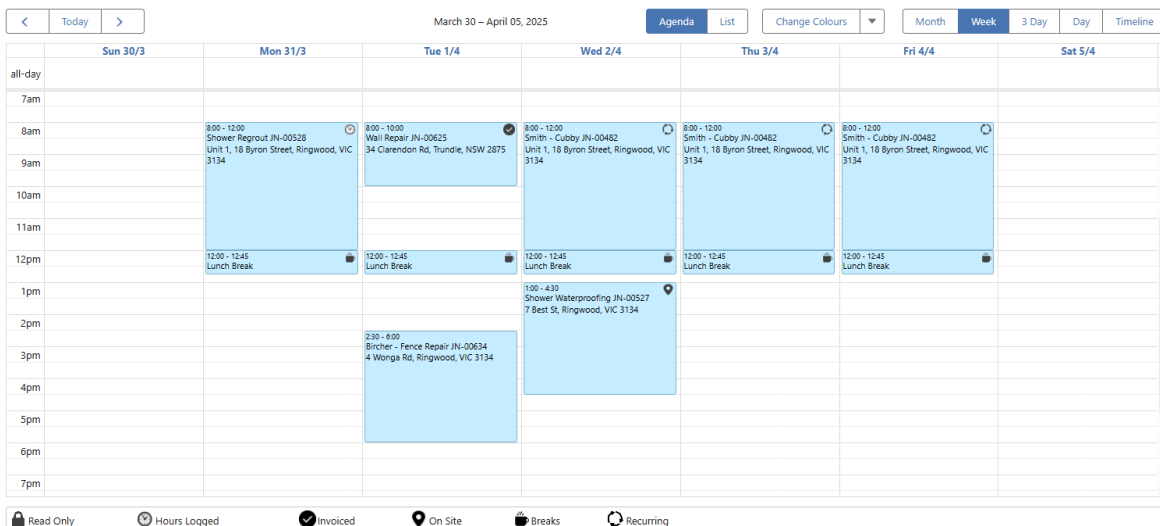 Today
March 30 – April 05, 2025
Agenda
List
Change Colours
Month
Week
3 Day
Day
Timeline
Sun 30/3
Mon 31/3
Tue 1/4
Wed 2/4
Thu 3/4
Fri 4/4
Sat 5/4
all-day
7am
8am
9am
10am
11am
12pm
1pm
2pm
3pm
4pm
5pm
6pm
7pm
8:00 - 12:00
Shower Regrout JN-00528
Unit 1, 18 Byron Street, Ringwood, VIC
3134
12:00 - 12:45
Lunch Break
8:00 - 10:00
Wall Repair JN-00625
34 Clarendon Rd, Trundle, NSW 2875
12:00 - 12:45
Lunch Break
2:30 - 6:00
Bircher - Fence Repair JN-00634
4 Wonga Rd, Ringwood, VIC 3134
8:00 - 12:00
Smith - Cubby JN-00482
Unit 1, 18 Byron Street, Ringwood, VIC
3134
12:00 - 12:45
Lunch Break
1:00 - 4:30
Shower Waterproofing JN-00527
7 Best St, Ringwood, VIC 3134
8:00 - 12:00
Smith - Cubby JN-00482
Unit 1, 18 Byron Street, Ringwood, VIC
3134
12:00 - 12:45
Lunch Break
8:00 - 12:00
Smith - Cubby JN-00482
Unit 1, 18 Byron Street, Ringwood, VIC
3134
12:00 - 12:45
Lunch Break
Read Only
Hours Logged
Invoiced
On Site
Breaks
Recurring